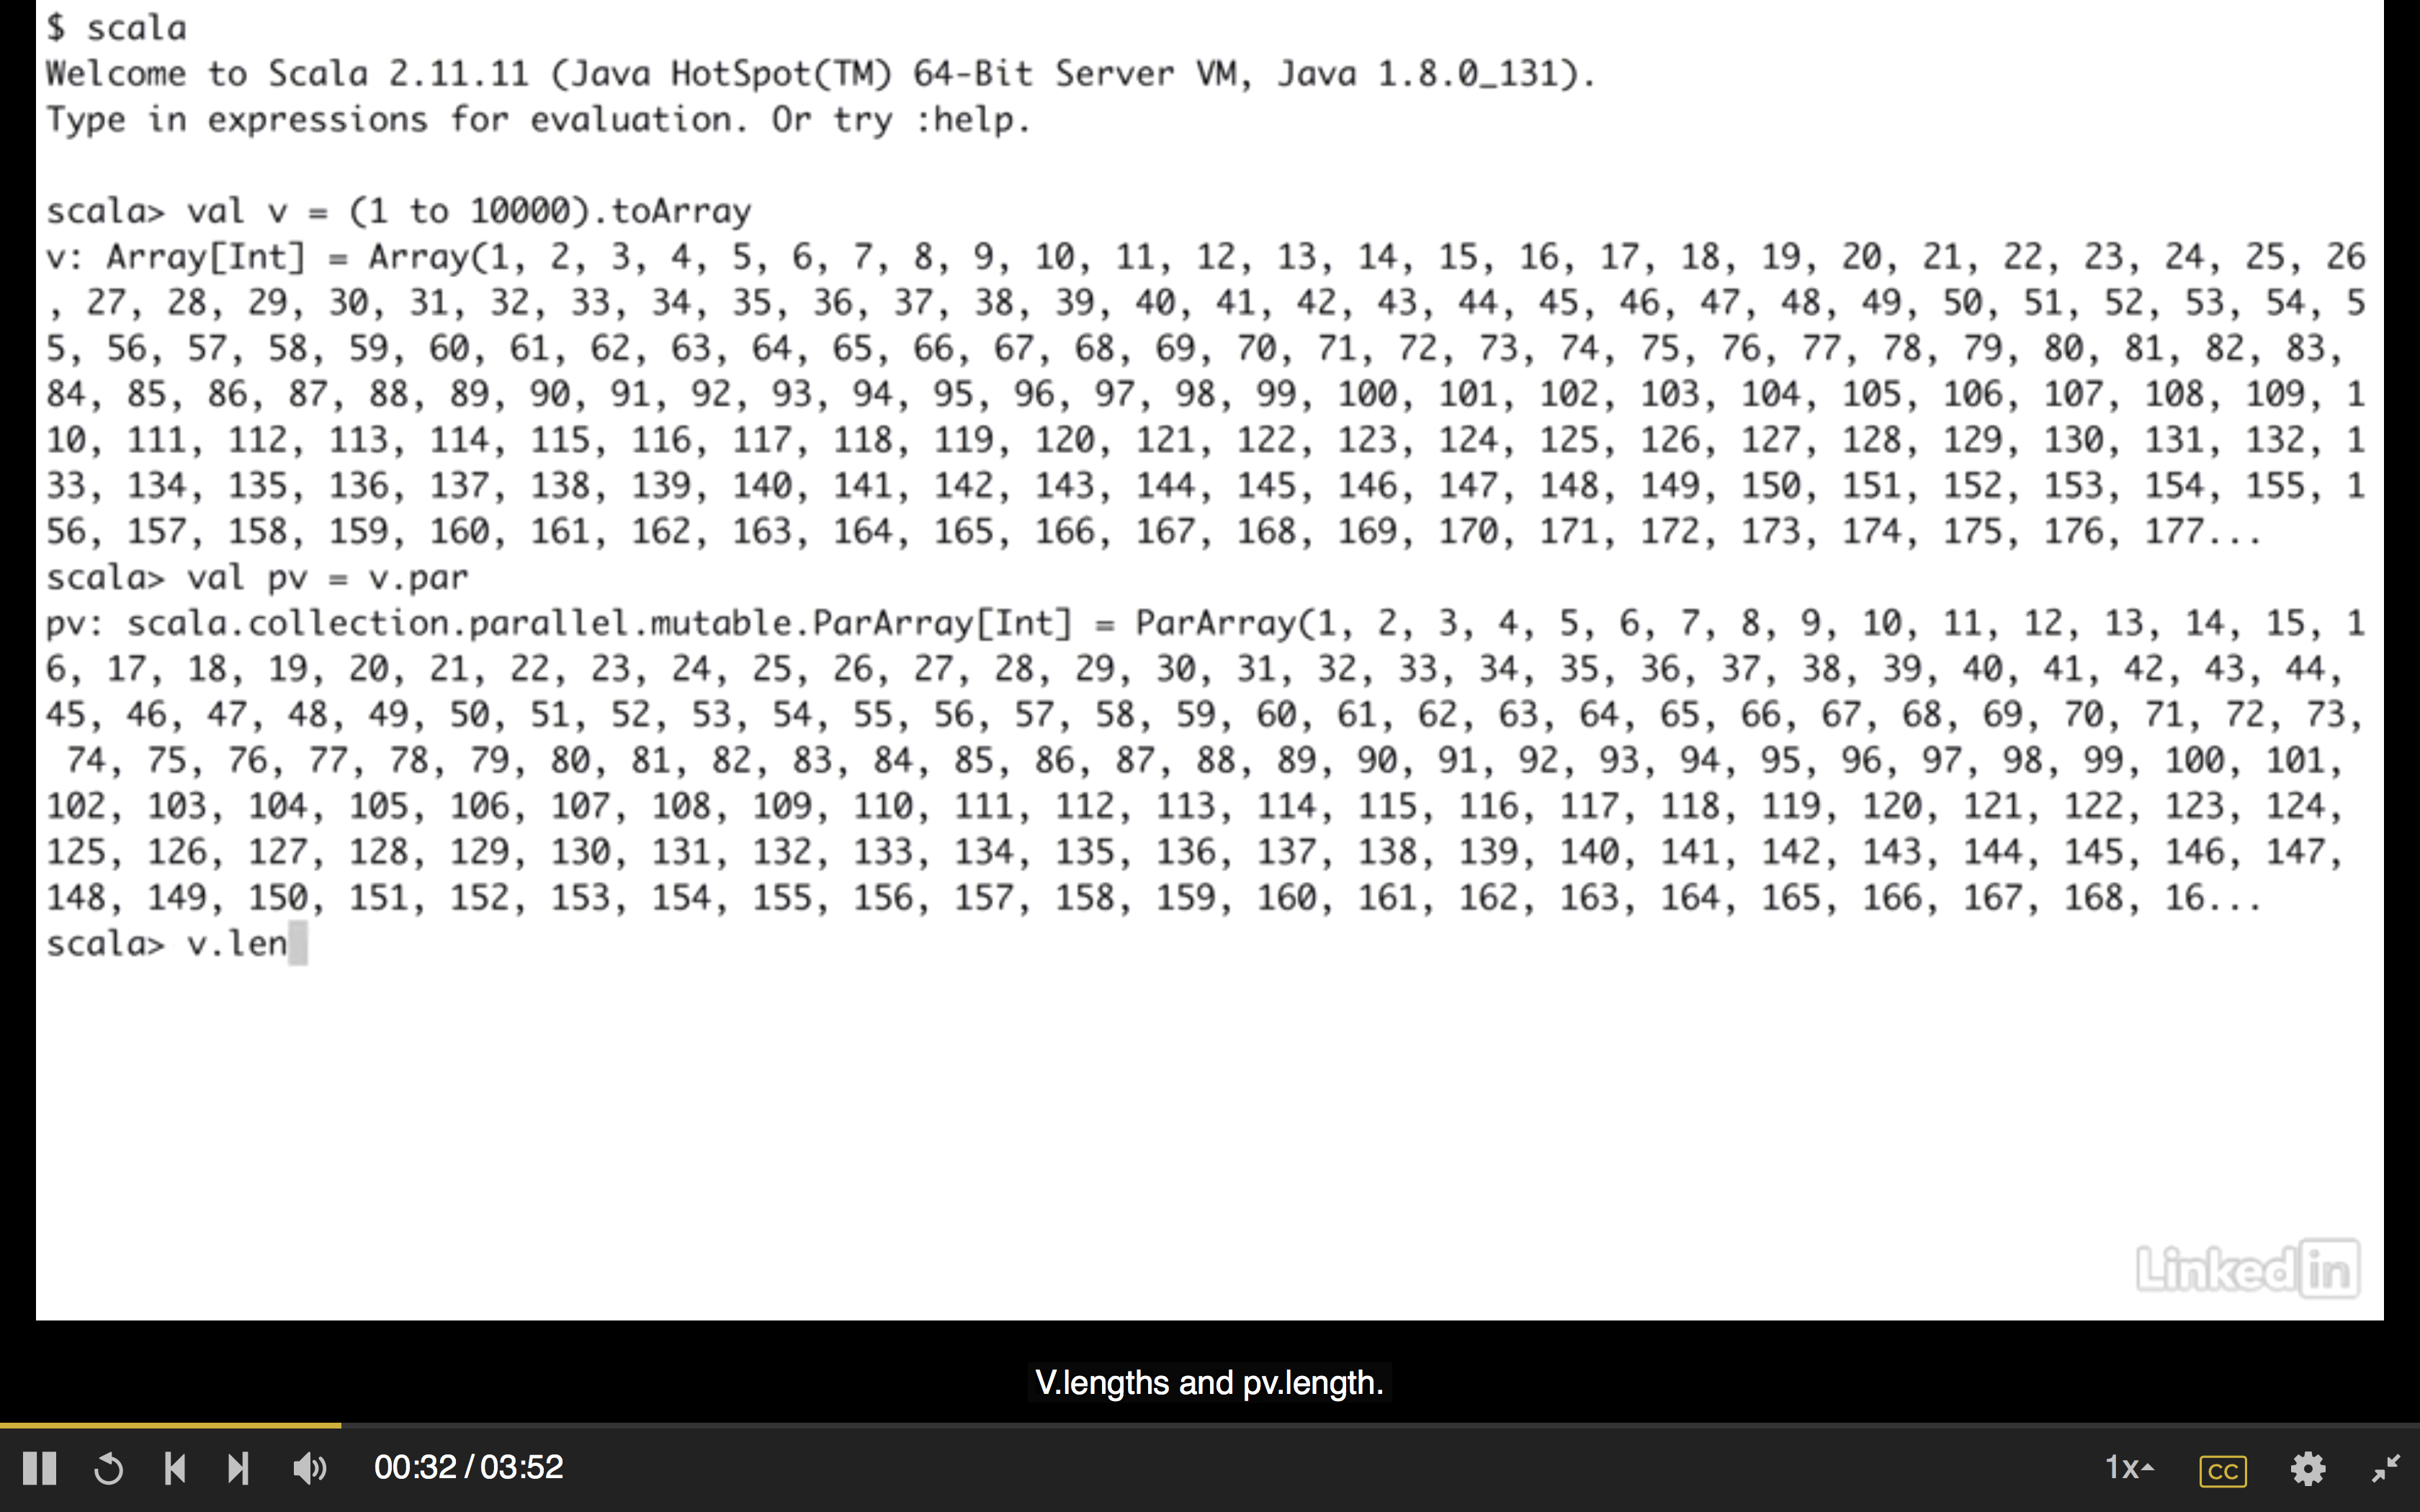 $ scala
Welcome to Scala 2.11.11 (Java HotSpot(TM) 64-Bit Server VM, Java 1.8.0_131).
Type in expressions for evaluation. Or try :help.
scala> val v = (1 to 10000).toArray
v: Array[Int] = Array(1, 2, 3, 4, 5, 6, 7, 8, 9, 10, 11, 12, 13, 14, 15, 16, 17, 18, 19, 20, 21, 22, 23, 24, 25, 26
, 27, 28, 29, 30, 31, 32, 33, 34, 35, 36, 37, 38, 39, 40, 41, 42, 43, 44, 45, 46, 47, 48, 49, 50, 51, 52, 53, 54, 5
5, 56, 57, 58, 59, 60, 61, 62, 63, 64, 65, 66, 67, 68, 69, 70, 71, 72, 73, 74, 75, 76, 77, 78, 79, 80, 81, 82, 83,
84, 85, 86, 87, 88, 89, 90, 91, 92, 93, 94, 95, 96, 97, 98, 99, 100, 101, 102, 103, 104, 105, 106, 107, 108, 109, 1
10, 111, 112, 113, 114, 115, 116, 117, 118, 119, 120, 121, 122, 123, 124, 125, 126, 127, 128, 129, 130, 131, 132, 1
33, 134, 135, 136, 137, 138, 139, 140, 141, 142, 143, 144, 145, 146, 147, 148, 149, 150, 151, 152, 153, 154, 155, 1
56, 157, 158, 159, 160, 161, 162, 163, 164, 165, 166, 167, 168, 169, 170, 171, 172, 173, 174, 175, 176, 177...
scala> val pv = v.par
pv: scala.collection.parallel.mutable.ParArray[Int] = ParArray(1, 2, 3, 4, 5, 6, 7, 8, 9, 10, 11, 12, 13, 14, 15, 1
6, 17, 18, 19, 20, 21, 22, 23, 24, 25, 26, 27, 28, 29, 30, 31, 32, 33, 34, 35, 36, 37, 38, 39, 40, 41, 42, 43, 44,
45, 46, 47, 48, 49, 50, 51, 52, 53, 54, 55, 56, 57, 58, 59, 60, 61, 62, 63, 64, 65, 66, 67, 68, 69, 70, 71, 72, 73,
74, 75, 76, 77, 78, 79, 80, 81, 82, 83, 84, 85, 86, 87, 88, 89, 90, 91, 92, 93, 94, 95, 96, 97, 98, 99, 100, 101,
102, 103, 104, 105, 106, 107, 108, 109, 110, 111, 112, 113, 114, 115, 116, 117, 118, 119, 120, 121, 122, 123, 124,
125, 126, 127, 128, 129, 130, 131, 132, 133, 134, 135, 136, 137, 138, 139, 140, 141, 142, 143, 144, 145, 146, 147,
148, 149, 150, 151, 152, 153, 154, 155, 156, 157, 158, 159, 160, 161, 162, 163, 164, 165, 166, 167, 168, 16...
scala> v.len
Linked in
V.lengths and pv.length.
00:32 / 03:52 1x CC